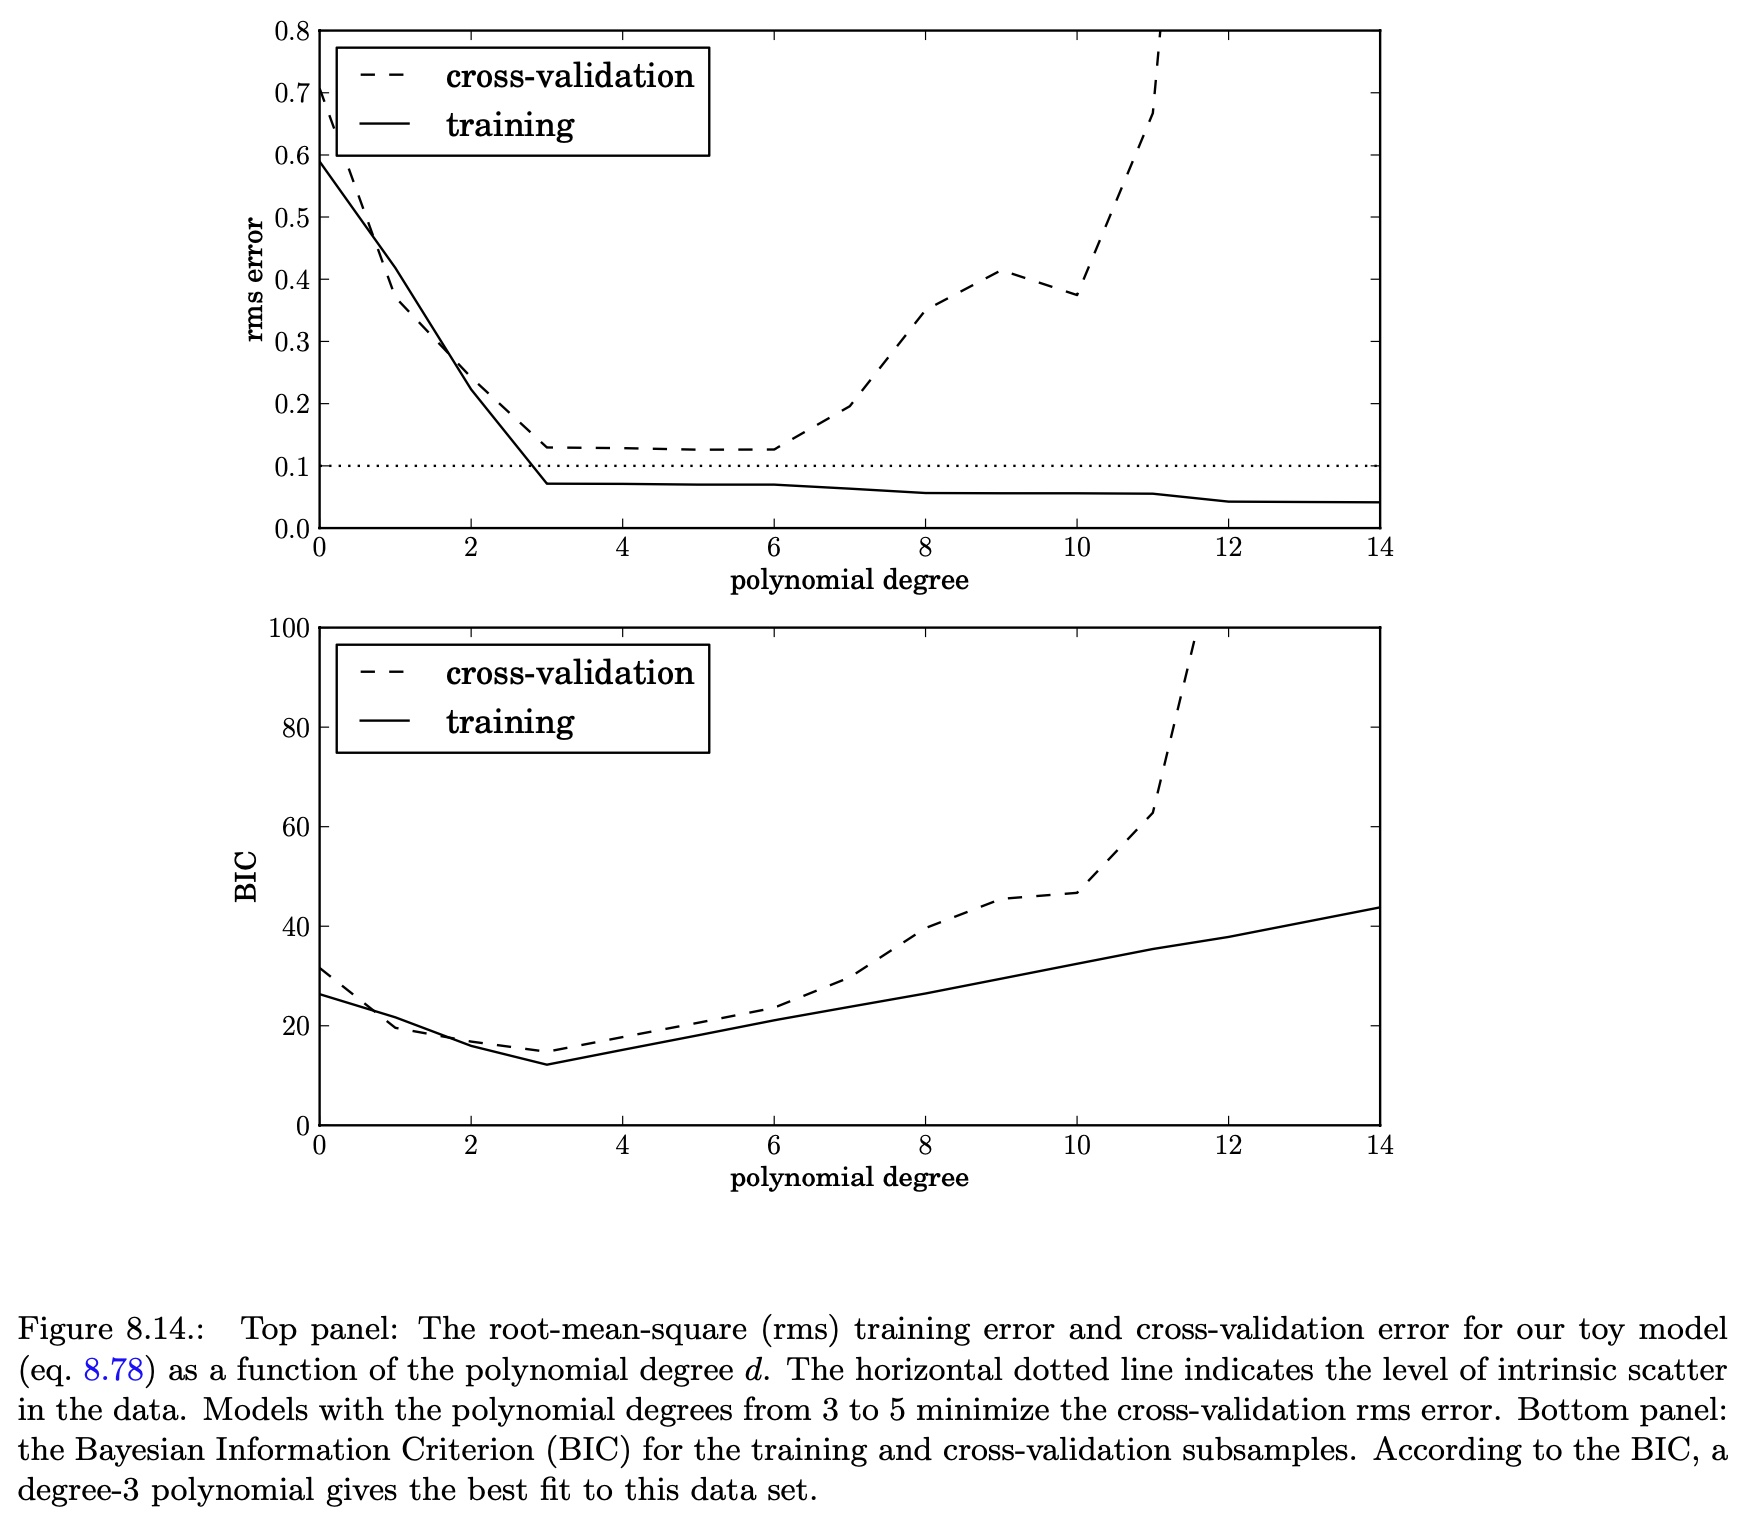 0.8
0.7
0.6
0.5
0.4
0.3
0.2
0.1
0.0
rms error
cross-validation
training
0 2 4 6 8 10 12 14
polynomial degree
100
80
60
40
20
0
BIC
cross-validation
training
0 2 4 6 8 10 12 14
polynomial degree
Figure 8.14.: Top panel: The root-mean-square (rms) training error and cross-validation error for our toy model
(eq. 8.78) as a function of the polynomial degree d. The horizontal dotted line indicates the level of intrinsic scatter
in the data. Models with the polynomial degrees from 3 to 5 minimize the cross-validation rms error. Bottom panel:
the Bayesian Information Criterion (BIC) for the training and cross-validation subsamples. According to the BIC, a
degree-3 polynomial gives the best fit to this data set.